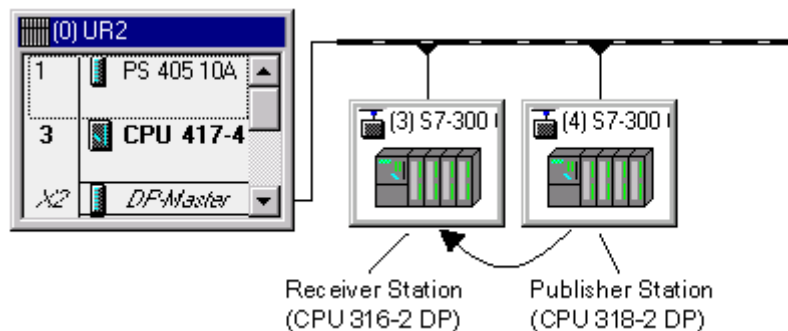 (0) UR2
1 PS 405 10A
3 CPU 417-4
X2 DP-Master
(3) S7-300
(4) S7-300
Receiver Station
(CPU 316-2 DP)
Publisher Station
(CPU 318-2 DP)